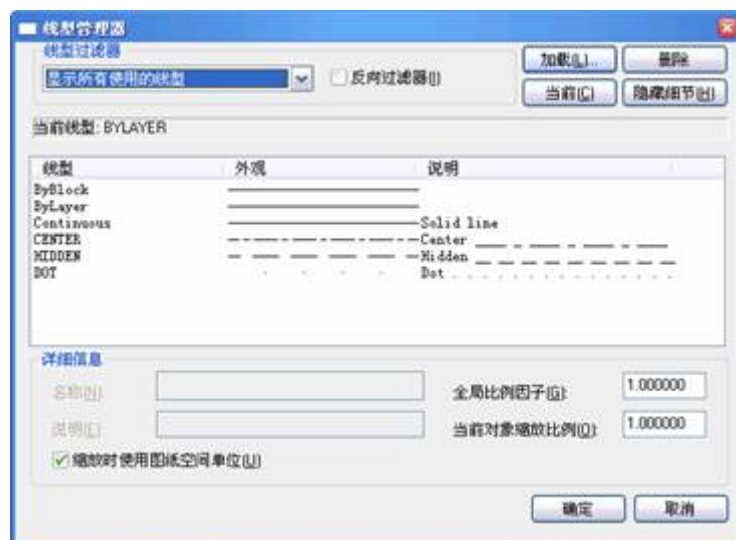 线型管理器
线型过滤器
显示所有使用的线型
反向过滤器(I)
加载(L)...
删除
当前(C)
隐藏细节(H)
当前线型: BYLAYER
线型 外观 说明
ByBlock
ByLayer
Continuous Solid line
CENTER Center
HIDDEN Hidden
DOT Dot
详细信息
名称(N):
全局比例因子(G):
1.000000
说明(E):
当前对象缩放比例(O):
1.000000
缩放时使用图纸空间单位(U)
确定
取消